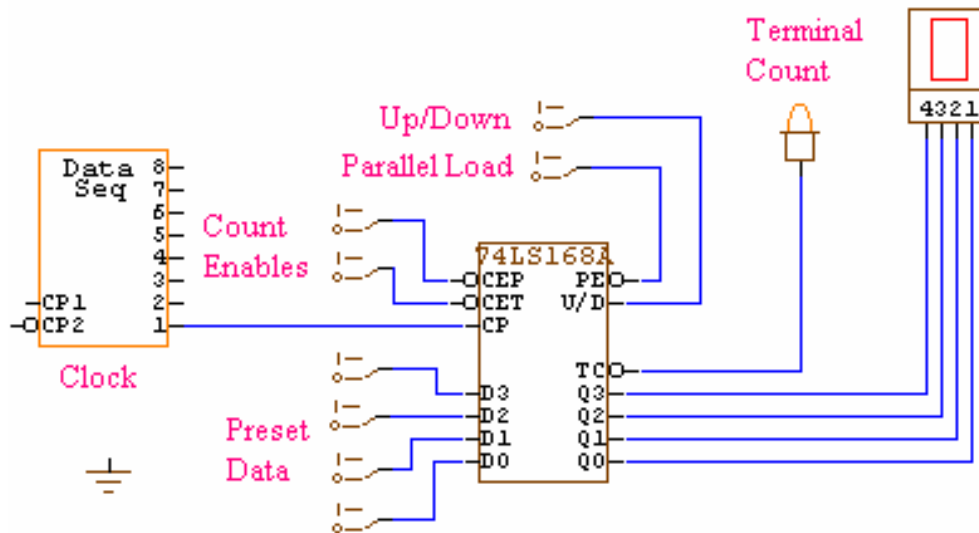 Terminal
Count
4321
Up/Down
Parallel Load
Data
Seq
8
7
6
5
4
3
2
1
CP1
CP2
Clock
Count
Enables
74LS168A
CEP
PE
CET
U/D
CP
TC
D3
Q3
D2
Q2
D1
Q1
D0
Q0
Preset
Data